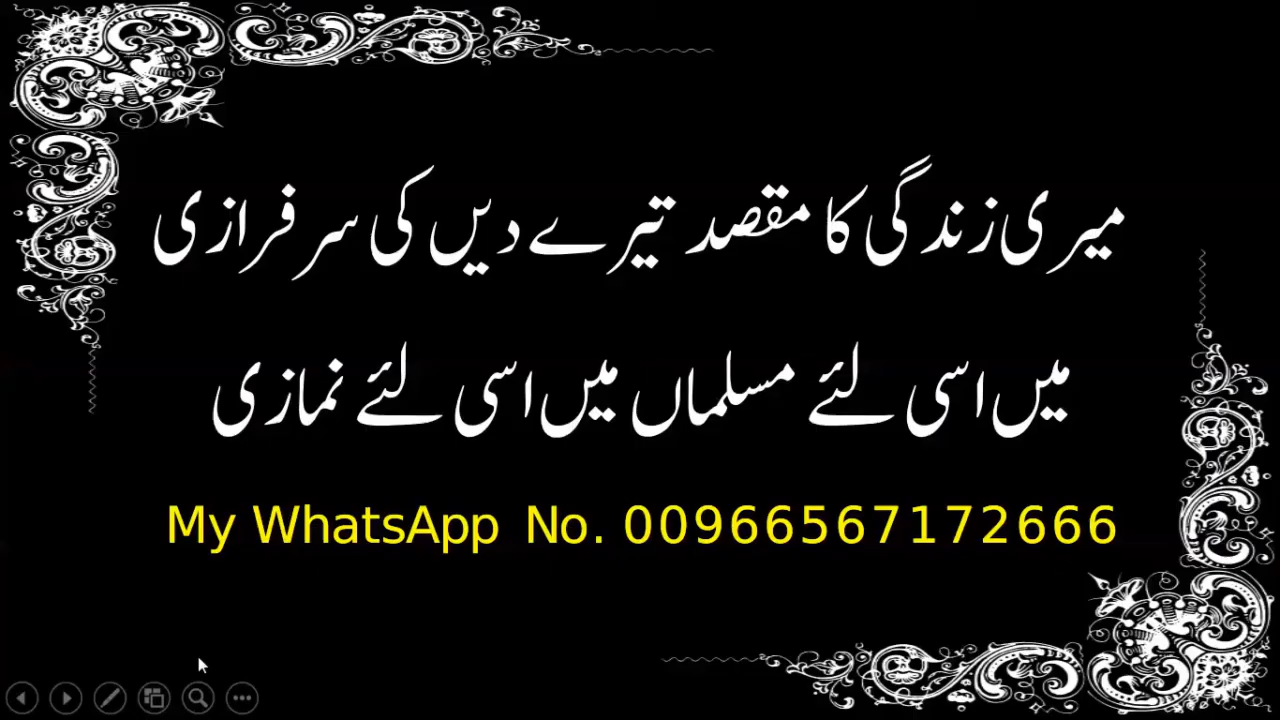 میری زندگی کا مقصد تیرے دیں کی سرفرازی
میں اسی لئے مسلماں میں اسی لئے نمازی
My WhatsApp No. 00966567172666